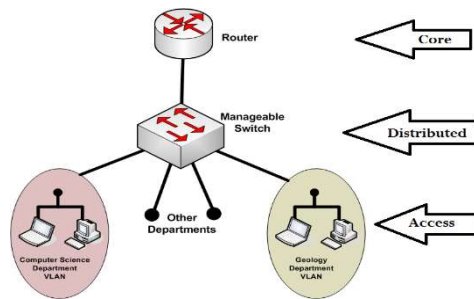 Router
Core
Manageable
Switch
Distributed
Other
Departments
Computer Science
Department
VLAN
Geology
Department
VLAN
Access